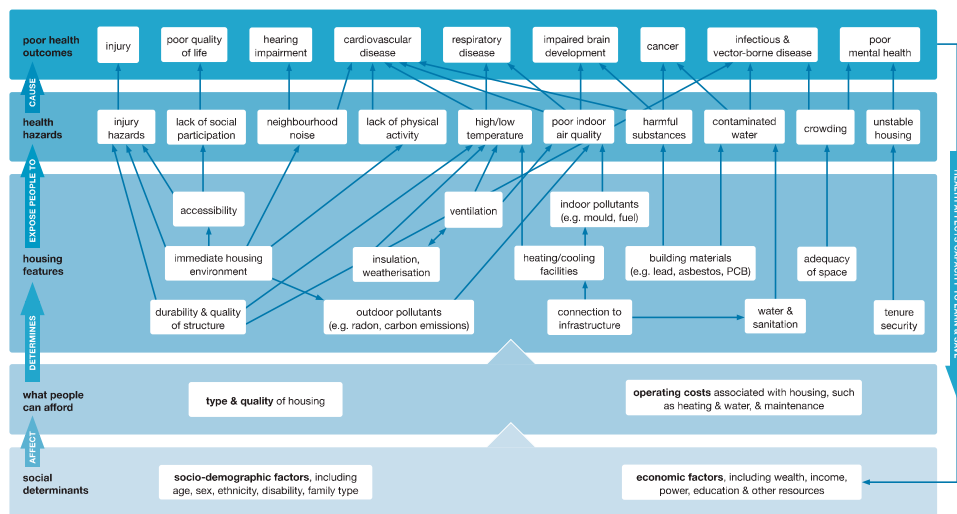 poor health
outcomes
injury
poor quality
of life
hearing
impairment
cardiovascular
disease
respiratory
disease
impaired brain
development
cancer
infectious &
vector-borne disease
poor
mental health
CAUSE
health
hazards
injury
hazards
lack of social
participation
neighbourhood
noise
lack of physical
activity
high/low
temperature
poor indoor
air quality
harmful
substances
contaminated
water
crowding
unstable
housing
EXPOSE PEOPLE TO
accessibility
ventilation
indoor pollutants
(e.g. mould, fuel)
housing
features
immediate housing
environment
insulation,
weatherisation
heating/cooling
facilities
building materials
(e.g. lead, asbestos, PCB)
adequacy
of space
durability & quality
of structure
outdoor pollutants
(e.g. radon, carbon emissions)
connection to
infrastructure
water &
sanitation
tenure
security
DETERMINES
what people
can afford
type & quality of housing
operating costs associated with housing, such
as heating & water, & maintenance
AFFECT
social
determinants
socio-demographic factors, including
age, sex, ethnicity, disability, family type
economic factors, including wealth, income,
power, education & other resources